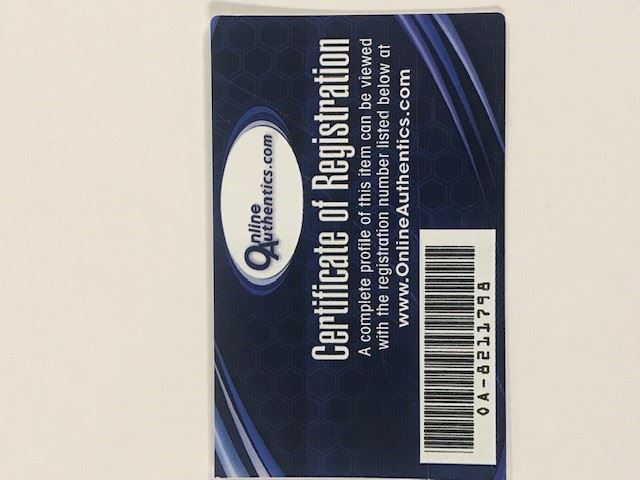 Online
Authentics.com
Certificate of Registration
A complete profile of this item can be viewed
with the registration number listed below at
www.OnlineAuthentics.com
OA-8211798